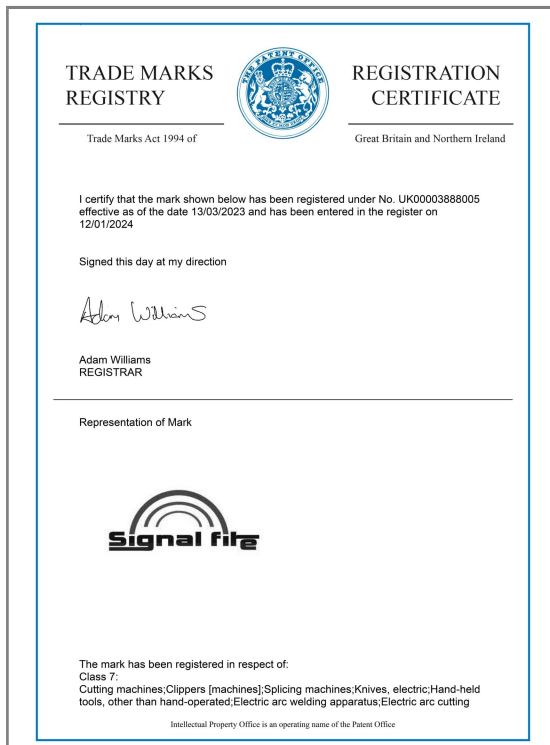 TRADE MARKS
REGISTRY
THE PATENT OFFICE
REGISTRATION
CERTIFICATE
Trade Marks Act 1994 of
Great Britain and Northern Ireland
I certify that the mark shown below has been registered under No. UK00003888005
effective as of the date 13/03/2023 and has been entered in the register on
12/01/2024
Signed this day at my direction
Adam Williams
Adam Williams
REGISTRAR
Representation of Mark
Signal fire
The mark has been registered in respect of:
Class 7:
Cutting machines;Clippers [machines];Splicing machines;Knives, electric;Hand-held
tools, other than hand-operated;Electric arc welding apparatus;Electric arc cutting
Intellectual Property Office is an operating name of the Patent Office